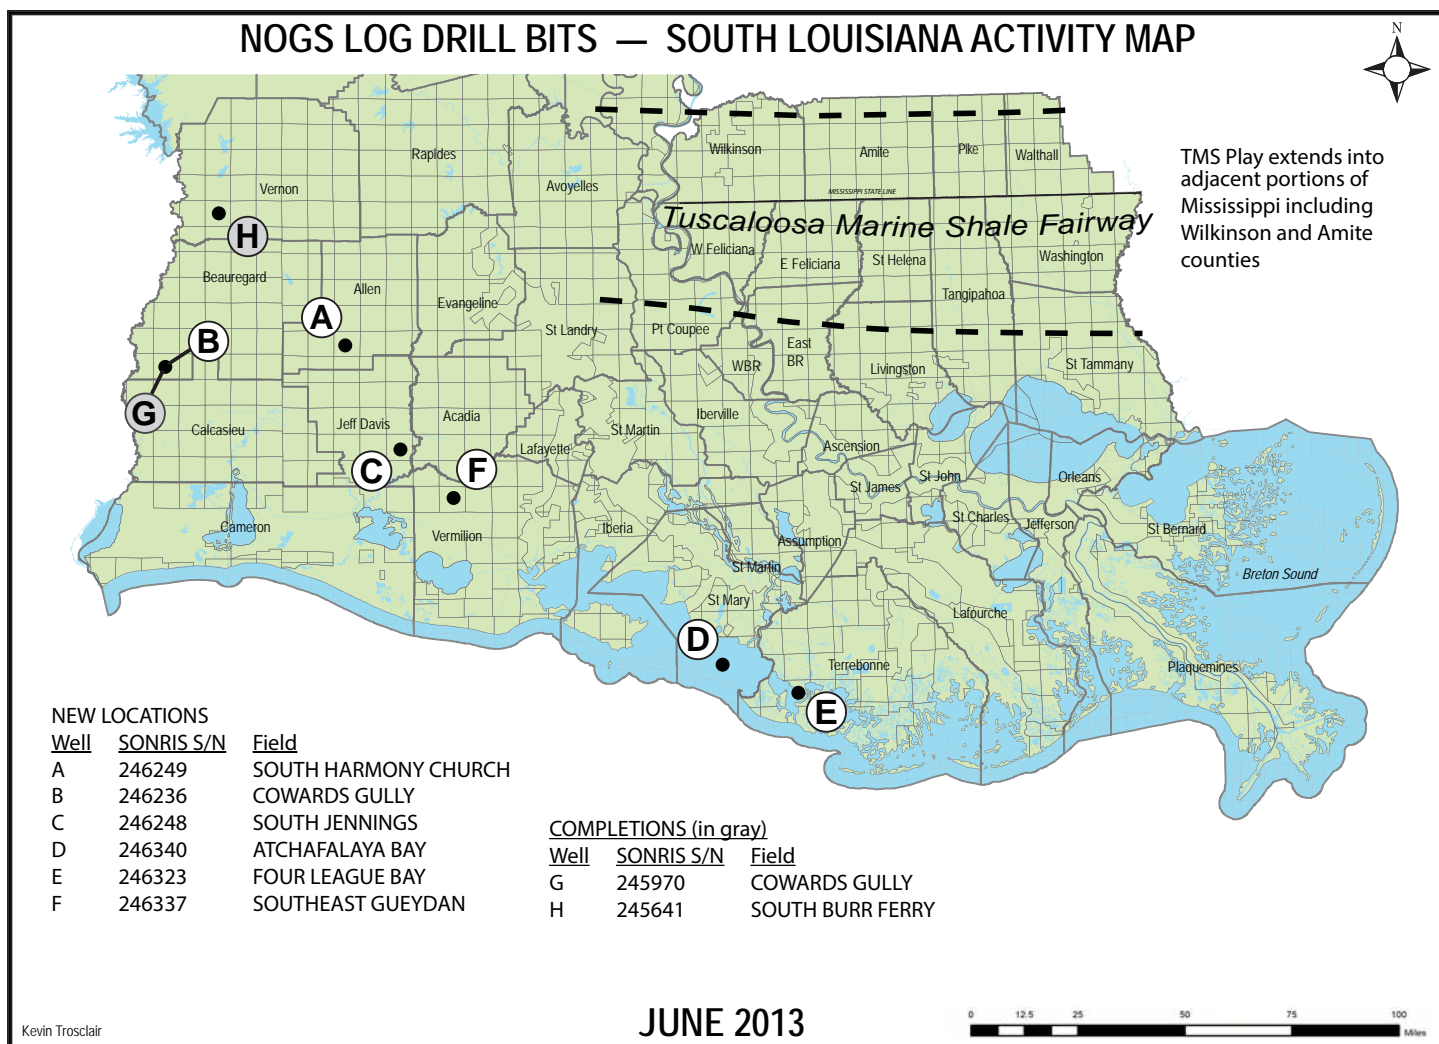 NOGS LOG DRILL BITS — SOUTH LOUISIANA ACTIVITY MAP
N
TMS Play extends into
adjacent portions of
Mississippi including
Wilkinson and Amite
counties
Rapides
Wilkinson
Amite
Pike
Walthall
Vernon
Avoyelles
MISSISSIPPI STATE LINE
Tuscaloosa Marine Shale Fairway
H
W Feliciana
E Feliciana
St Helena
Washington
Beauregard
Allen
Evangeline
Tangipahoa
A
B
St Landry
Pt Coupee
East
BR
WBR
Livingston
St Tammany
G
Calcasieu
Jeff Davis
Acadia
Iberville
St Martin
Lafayette
Ascension
C
F
St James
St John
Orleans
Cameron
Vermilion
Iberia
Assumption
St Charles
Jefferson
St Bernard
St Martin
Breton Sound
St Mary
Lafourche
D
Terrebonne
Plaquemines
E
NEW LOCATIONS
Well SONRIS S/N Field
A 246249 SOUTH HARMONY CHURCH
B 246236 COWARDS GULLY
C 246248 SOUTH JENNINGS
D 246340 ATCHAFALAYA BAY
E 246323 FOUR LEAGUE BAY
F 246337 SOUTHEAST GUEYDAN
COMPLETIONS (in gray)
Well SONRIS S/N Field
G 245970 COWARDS GULLY
H 245641 SOUTH BURR FERRY
Kevin Trosclair
JUNE 2013
0 12.5 25 50 75 100
Miles